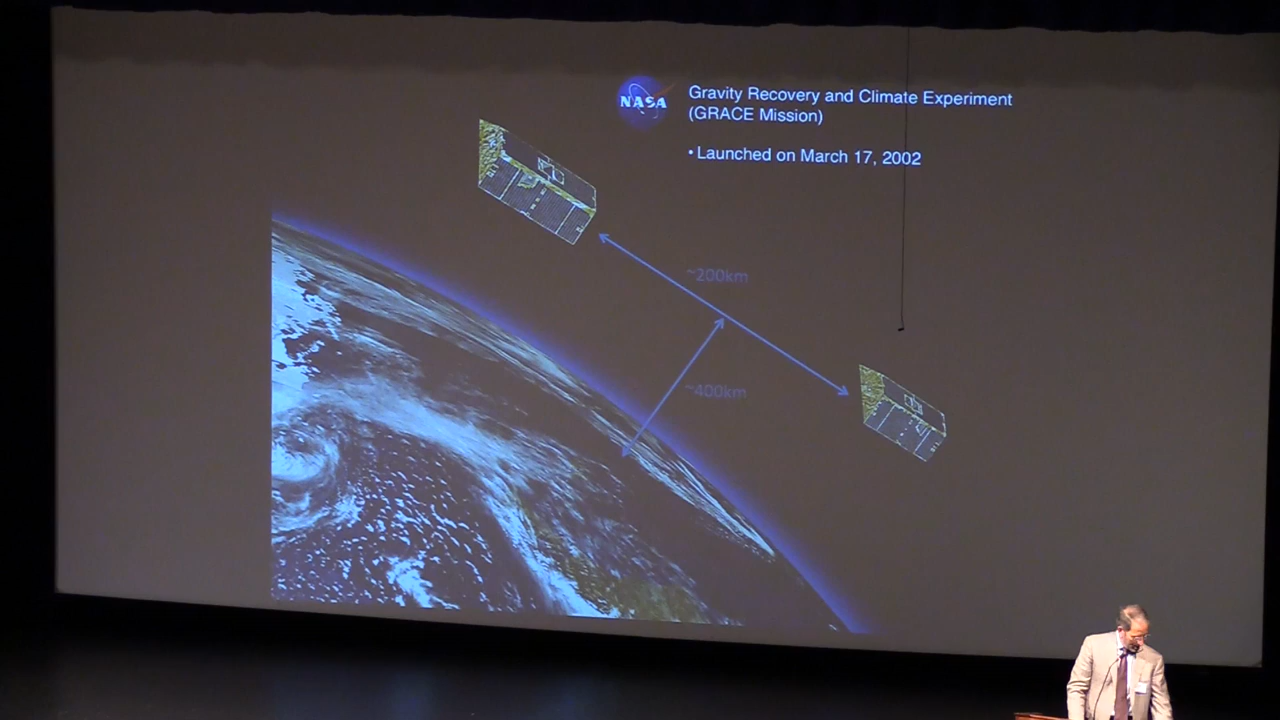 NASA
Gravity Recovery and Climate Experiment
(GRACE Mission)
• Launched on March 17, 2002
~200km
~400km